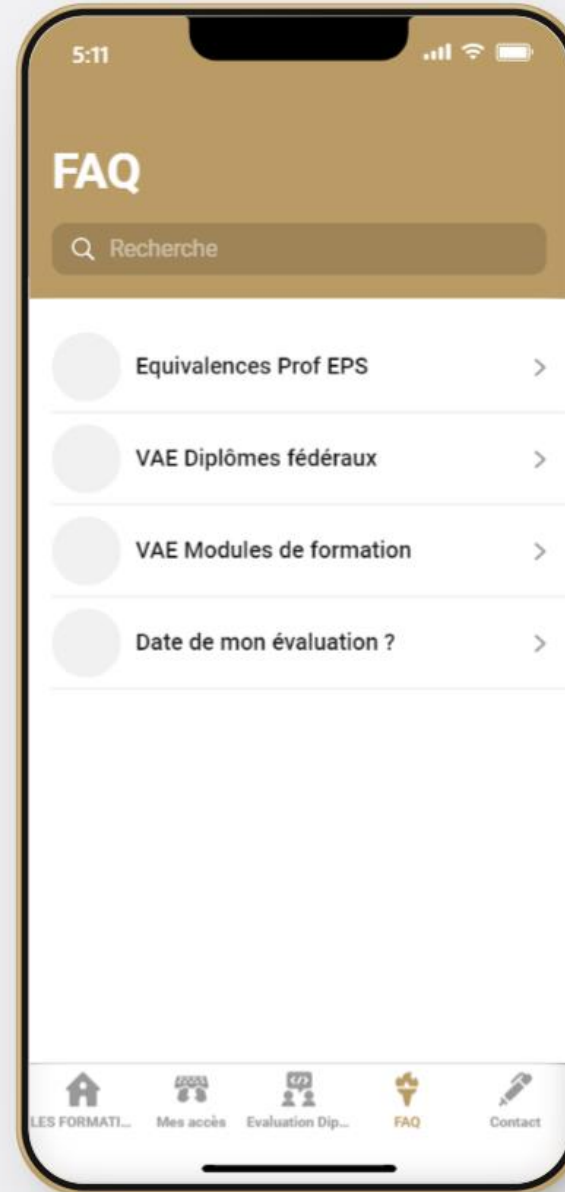 5:11
FAQ
Recherche
Equivalences Prof EPS
VAE Diplômes fédéraux
VAE Modules de formation
Date de mon évaluation ?
LES FORMATI... Mes accès Evaluation Dip... FAQ Contact